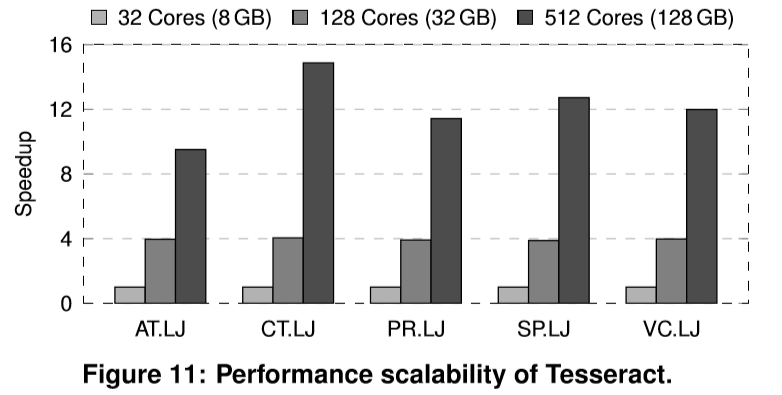 32 Cores (8 GB) 128 Cores (32 GB) 512 Cores (128 GB)
16
12
8
4
0
Speedup
AT.LJ CT.LJ PR.LJ SP.LJ VC.LJ
Figure 11: Performance scalability of Tesseract.